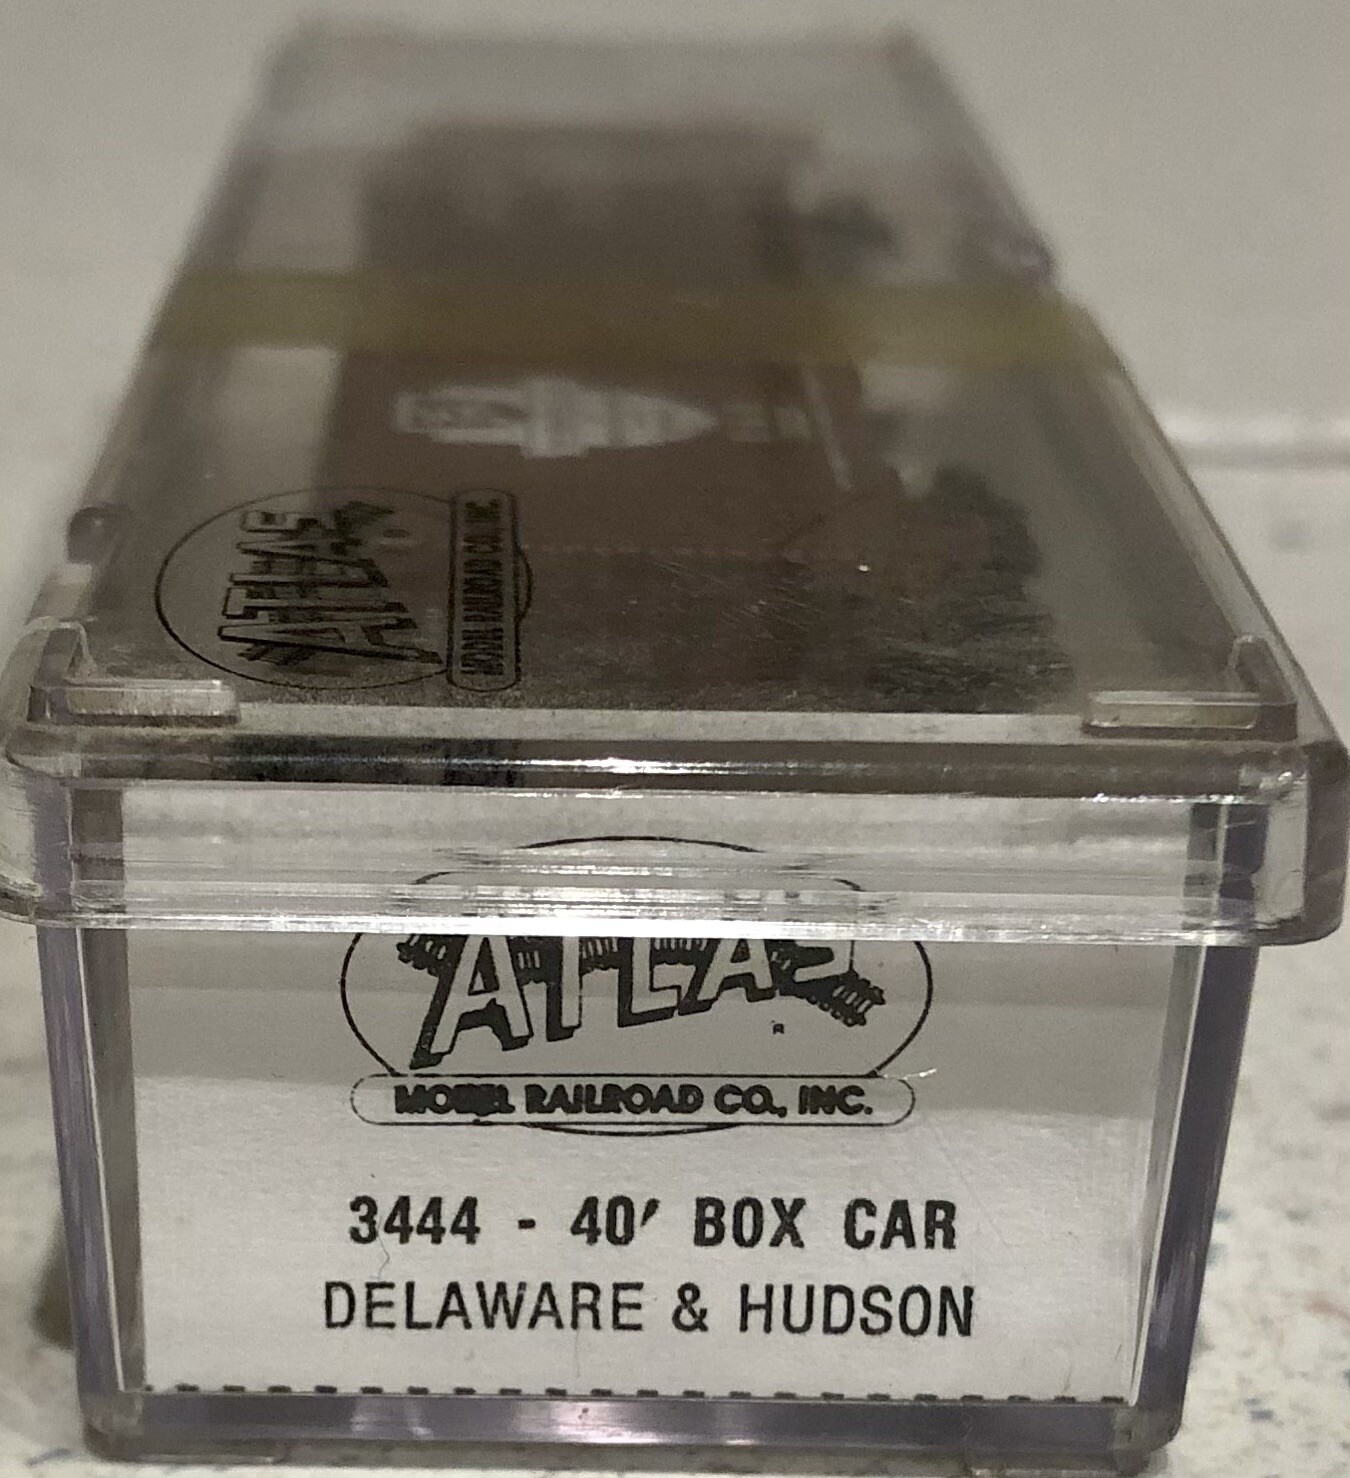 ATLAS
MODEL RAILROAD CO., INC.
ATLAS
R
MODEL RAILROAD CO., INC.
3444 - 40' BOX CAR
DELAWARE & HUDSON